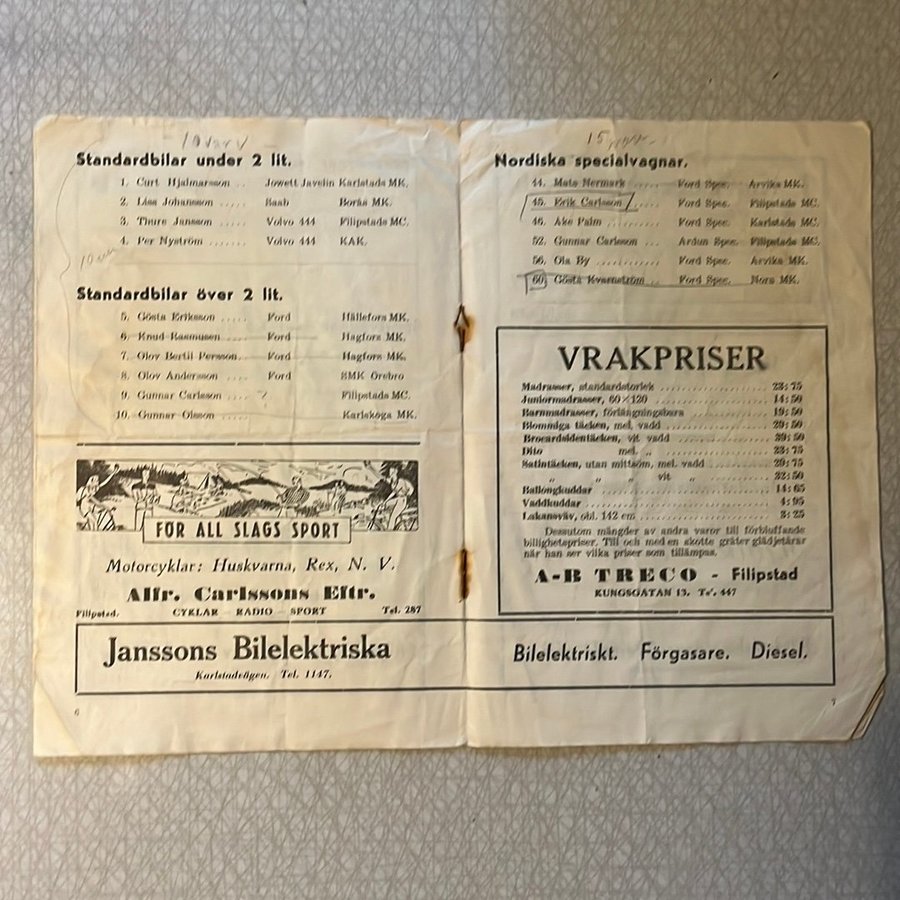 10 varv
Standardbilar under 2 lit.
1. Curt Hjalmarsson .. Jowett Javelin Karlstads MK.
2. Lisa Johansson ..... Saab Borås MK.
3. Thure Jansson ...... Volvo 444 Filipstads MC.
4. Per Nyström ....... Volvo 444 KAK.
Standardbilar över 2 lit.
5. Gösta Eriksson ..... Ford Hällefors MK.
6. Knud Rasmusen ..... Ford Hagfors MK.
7. Olov Bertil Persson.. Ford Hagfors MK.
8. Olov Andersson .... Ford SMK Örebro
9. Gunnar Carlsson .... Filipstads MC.
10. Gunnar Olsson ..... Karlskoga MK.
FÖR ALL SLAGS SPORT
Motorcyklar: Huskvarna, Rex, N. V.
Alfr. Carlssons Eftr.
Filipstad. CYKLAR RADIO SPORT Tel. 287
Janssons Bilelektriska
Karlstadvägen. Tel. 1147.
6
15
Nordiska specialvagnar.
44. Mats Nermark ..... Ford Spec. Arvika MK.
45. Erik Carlsson ..... Ford Spec. Filipstads MC.
46. Åke Palm .......... Ford Spec. Karlstads MC.
52. Gunnar Carlsson ... Ardun Spec. Filipstads MC.
56. Ola By ........... Ford Spec. Arvika MK.
60. Gösta Kvarnström .. Ford Spec. Nors MK.
VRAKPRISER
Madrasser, standardstorlek .................... 23: 75
Juniormadrasser, 60×120 .................... 14: 50
Barnmadrasser, förlängningsbara ............ 19: 50
Blommiga täcken, mel. vadd ................. 29: 50
Brocardsidentäcken, vit vadd ............... 39: 50
Dito mel. „ ............... 33: 75
Satintäcken, utan mittsöm, mel. vadd ....... 29: 75
„ „ „ vit „ ....... 32: 50
Ballongkuddar .............................. 14: 65
Vaddkuddar ................................. 4: 95
Lakansväv, obl. 142 cm ..................... 3: 25
Dessutom mängder av andra varor till förbluffande
billighetspriser. Till och med en skotte gråter glädjetårar
när han ser vilka priser som tillämpas.
A-B TRECO - Filipstad
KUNGSGATAN 13. Tel. 447
Bilelektriskt. Förgasare. Diesel.
7